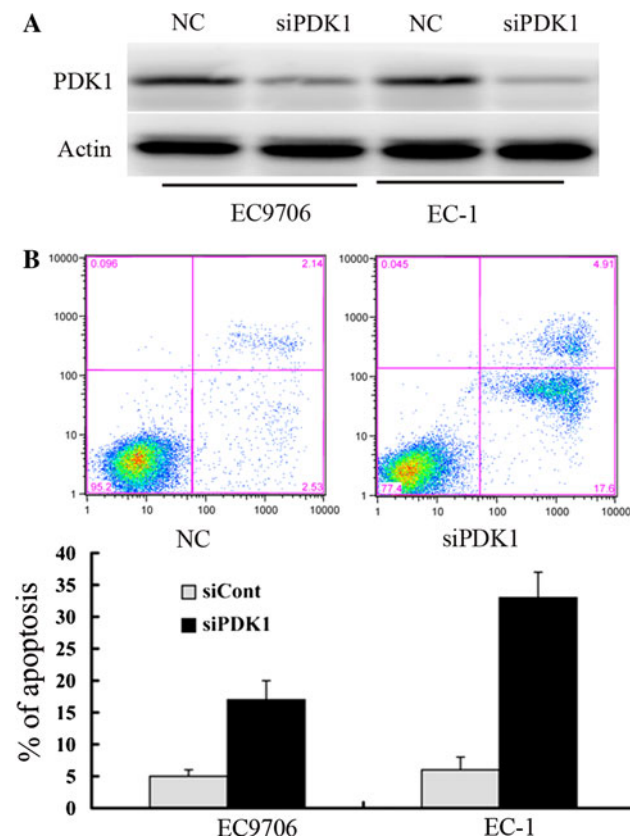 A
NC siPDK1 NC siPDK1
PDK1
Actin
EC9706 EC-1
B
10000
1000
100
10
1
0.096 2.14
95.2 2.53
1 10 100 1000 10000
NC
10000
1000
100
10
1
0.045 4.91
77.4 17.6
1 10 100 1000 10000
siPDK1
% of apoptosis
40
35
30
25
20
15
10
5
0
siCont
siPDK1
EC9706 EC-1